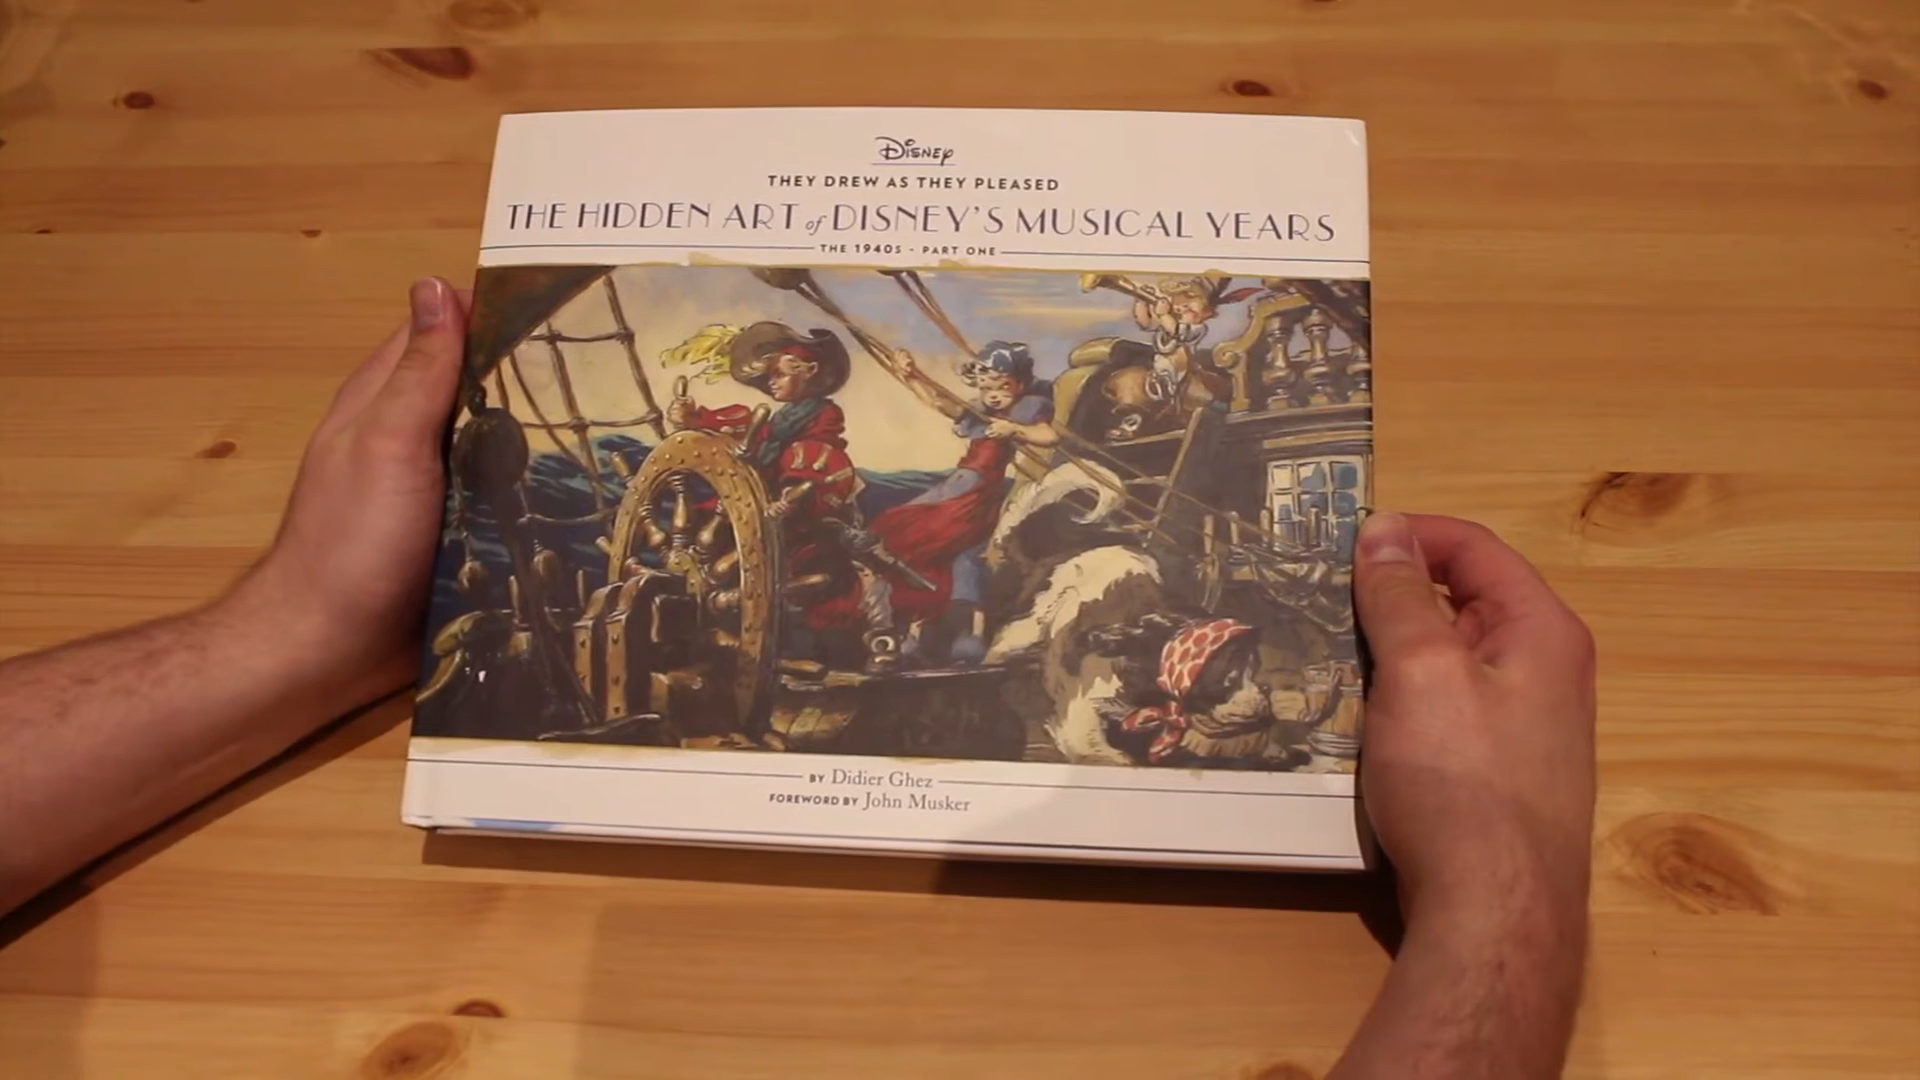 Disney
THEY DREW AS THEY PLEASED
THE HIDDEN ART of DISNEY'S MUSICAL YEARS
THE 1940s - PART ONE
BY Didier Ghez
FOREWORD BY John Musker